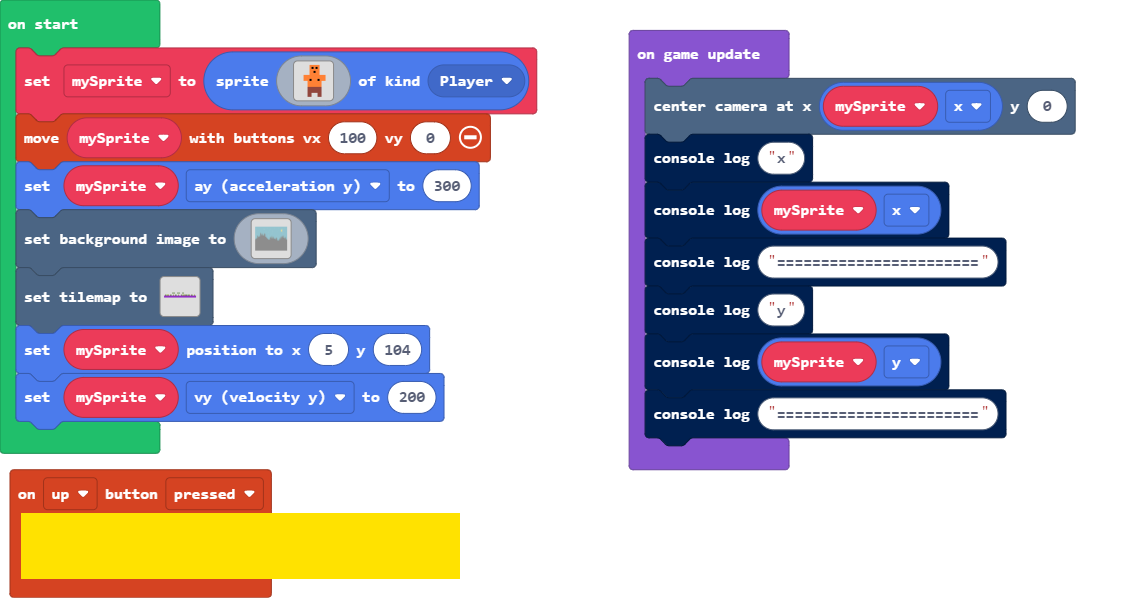 on start
set mySprite to sprite of kind Player
move mySprite with buttons vx 100 vy 0
set mySprite ay (acceleration y) to 300
set background image to
set tilemap to
set mySprite position to x 5 y 104
set mySprite vy (velocity y) to 200
on up button pressed
on game update
center camera at x mySprite x y 0
console log "x"
console log mySprite x
console log "======================="
console log "y"
console log mySprite y
console log "======================="